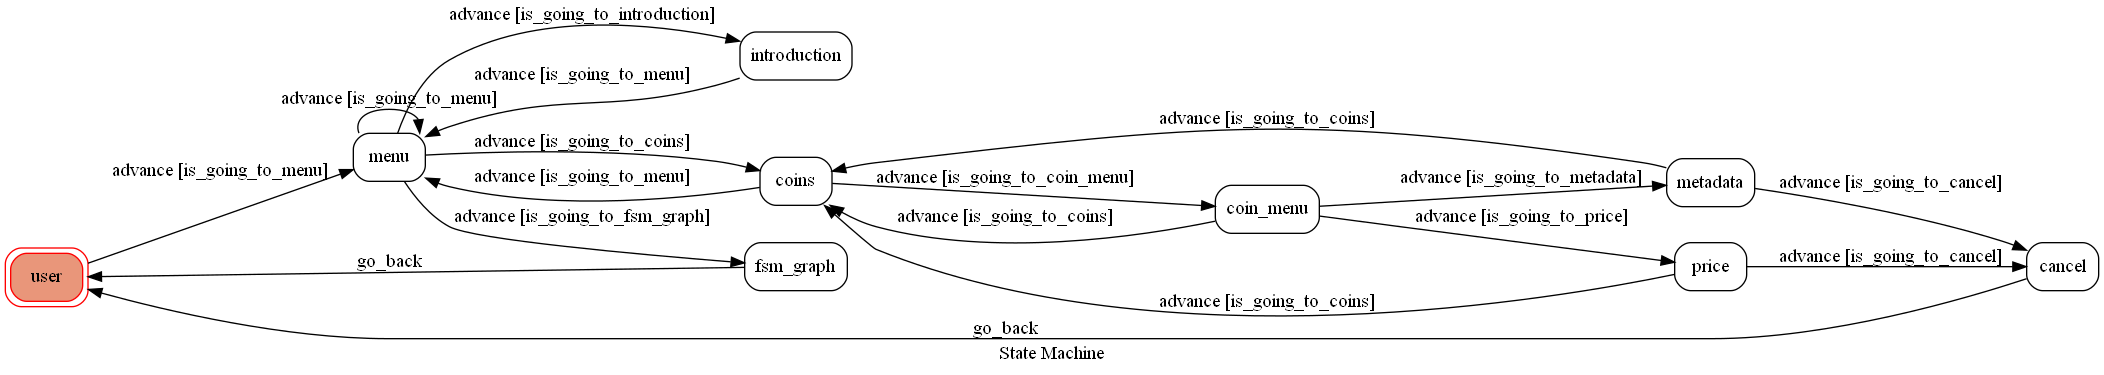 advance [is_going_to_introduction]
introduction
advance [is_going_to_menu]
advance [is_going_to_menu]
advance [is_going_to_coins]
advance [is_going_to_coins]
menu
advance [is_going_to_menu]
advance [is_going_to_menu]
coins
advance [is_going_to_coin_menu]
advance [is_going_to_metadata]
metadata
advance [is_going_to_cancel]
coin_menu
advance [is_going_to_fsm_graph]
advance [is_going_to_coins]
advance [is_going_to_price]
user
go_back
fsm_graph
price
advance [is_going_to_cancel]
cancel
advance [is_going_to_coins]
go_back
State Machine